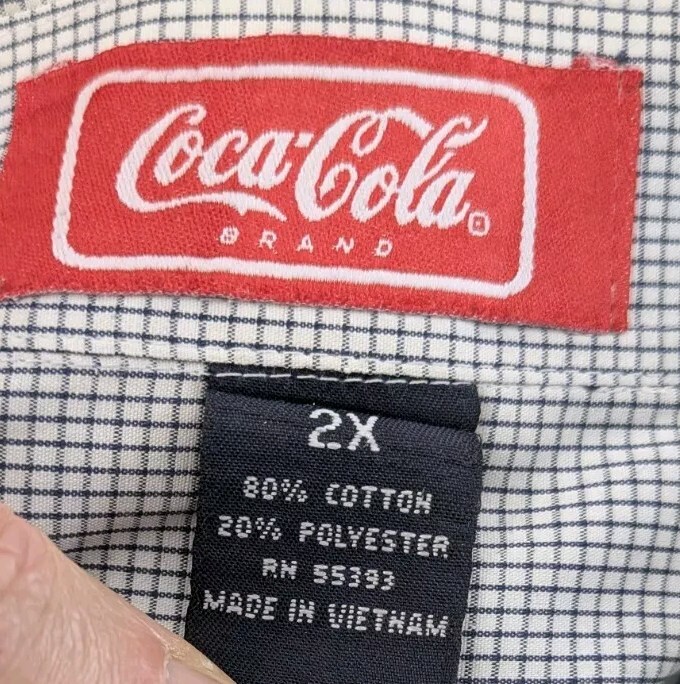 Coca-Cola®
BRAND
2X
80% COTTON
20% POLYESTER
RN 55393
MADE IN VIETNAM